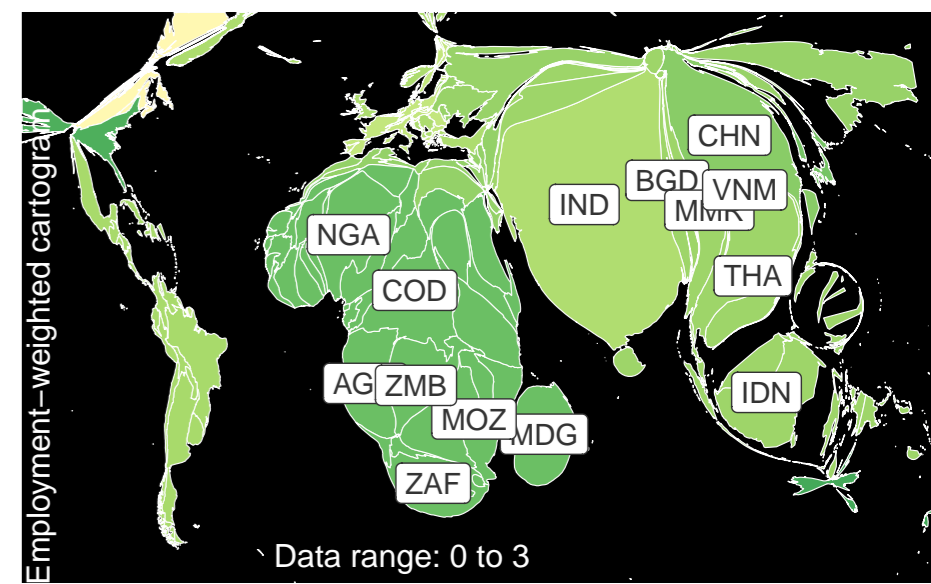 Employment−weighted cartogram
CHN
BGD
VNM
IND
MMR
NGA
THA
COD
AG
ZMB
IDN
MOZ
MDG
ZAF
Data range: 0 to 3